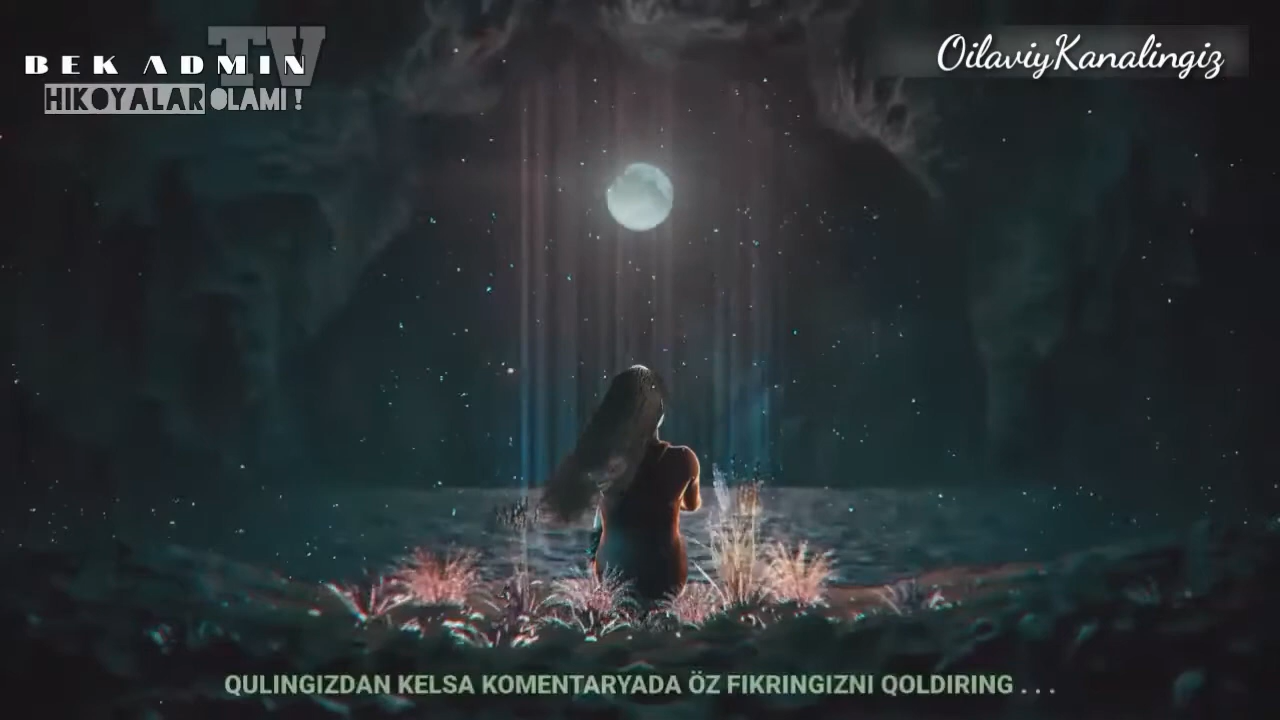 TV
BEK ADMIN
HIKOYALAR OLAMI !
OilaviyKanalingiz
QULINGIZDAN KELSA KOMENTARYADA ÖZ FIKRINGIZNI QOLDIRING . . .